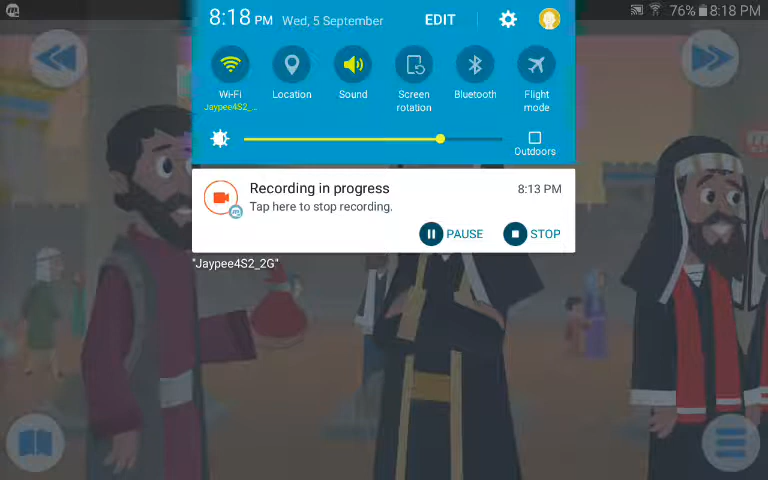 8:18 PM Wed, 5 September EDIT
76% 8:18 PM
Wi-Fi Location Sound Screen rotation Bluetooth Flight mode
Jaypee4S2_...
Outdoors
Recording in progress 8:13 PM
Tap here to stop recording.
PAUSE STOP
"Jaypee4S2_2G"